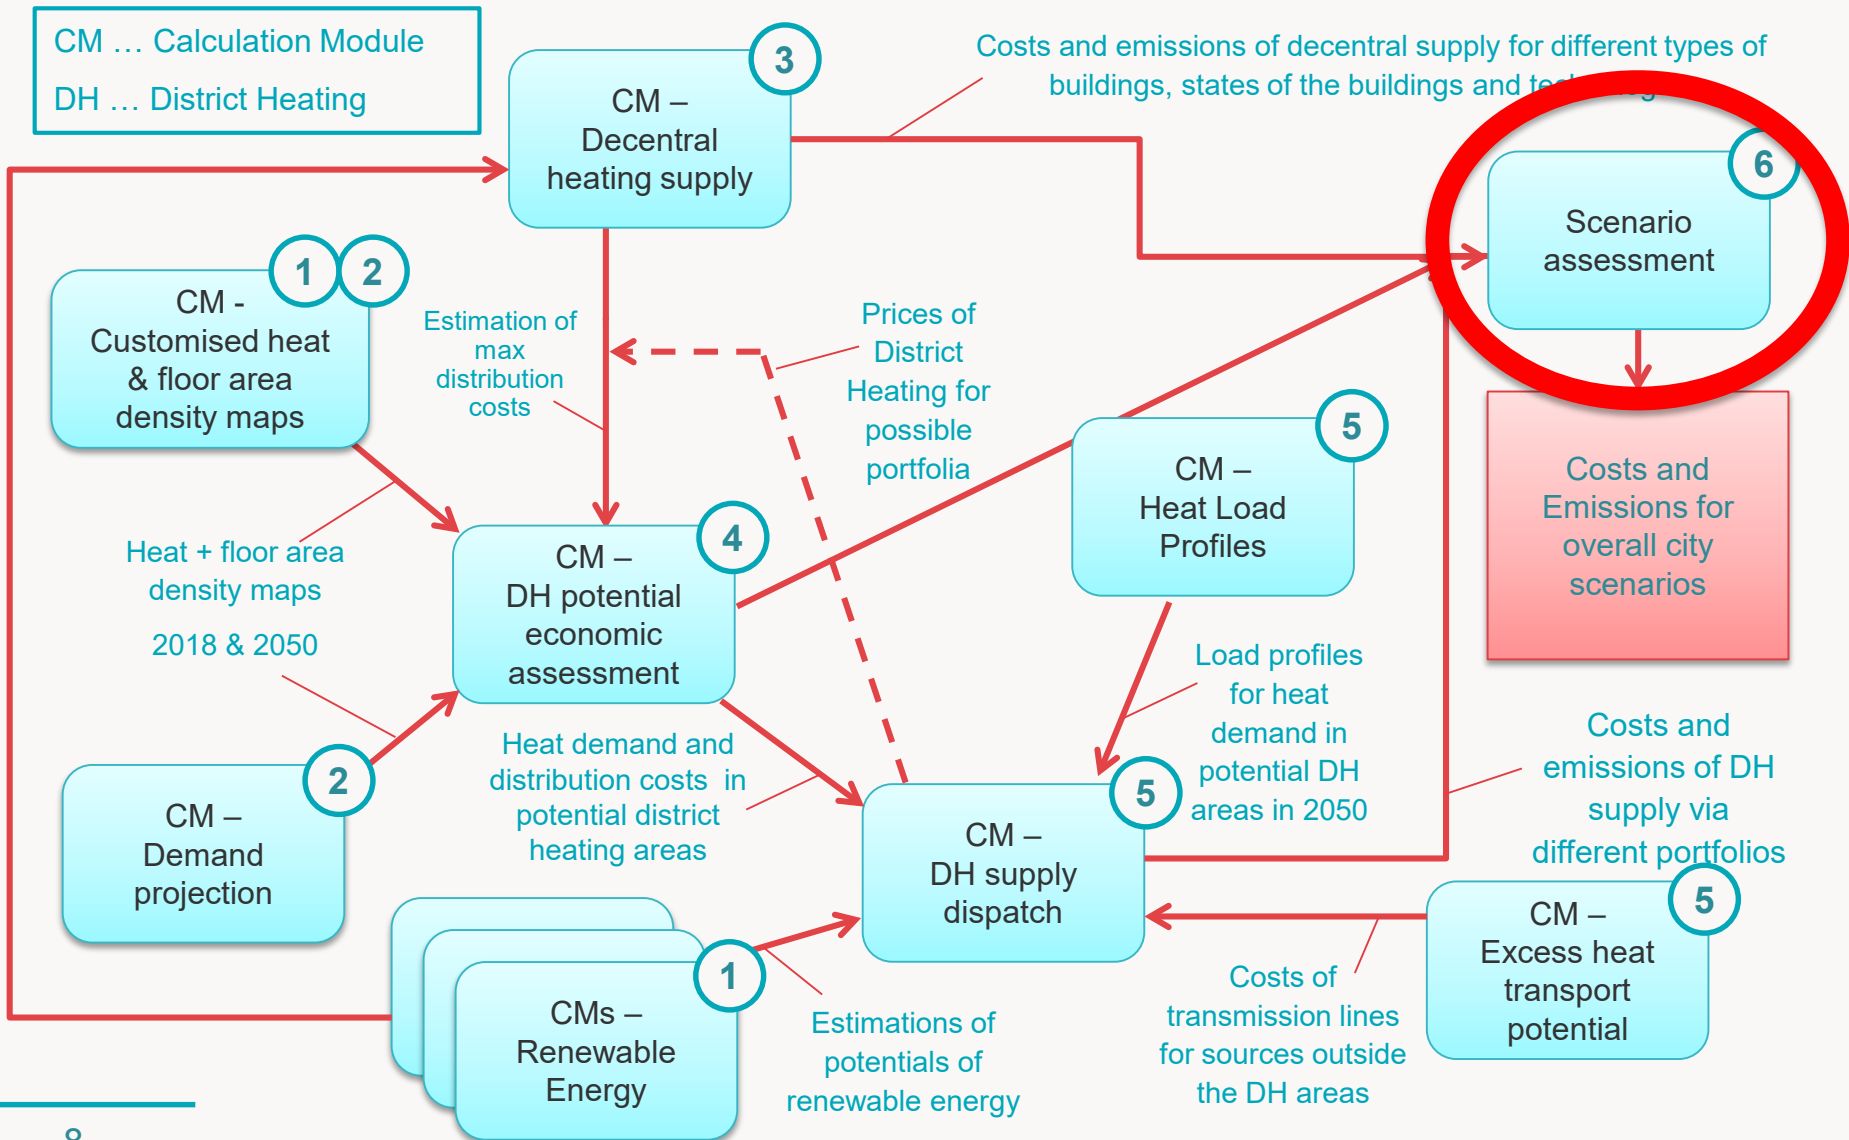 CM … Calculation Module
DH … District Heating
3
CM –
Decentral
heating supply
Costs and emissions of decentral supply for different types of
buildings, states of the buildings and
6
Scenario
assessment
1
2
CM -
Customised heat
& floor area
density maps
Estimation of
max
distribution
costs
Prices of
District
Heating for
possible
portfolia
5
CM –
Heat Load
Profiles
Costs and
Emissions for
overall city
scenarios
Heat + floor area
density maps
2018 & 2050
4
CM –
DH potential
economic
assessment
Load profiles
for heat
demand in
potential DH
areas in 2050
Costs and
emissions of DH
supply via
different portfolios
2
CM –
Demand
projection
Heat demand and
distribution costs in
potential district
heating areas
5
CM –
DH supply
dispatch
5
CM –
Excess heat
transport
potential
1
CMs –
Renewable
Energy
Estimations of
potentials of
renewable energy
Costs of
transmission lines
for sources outside
the DH areas